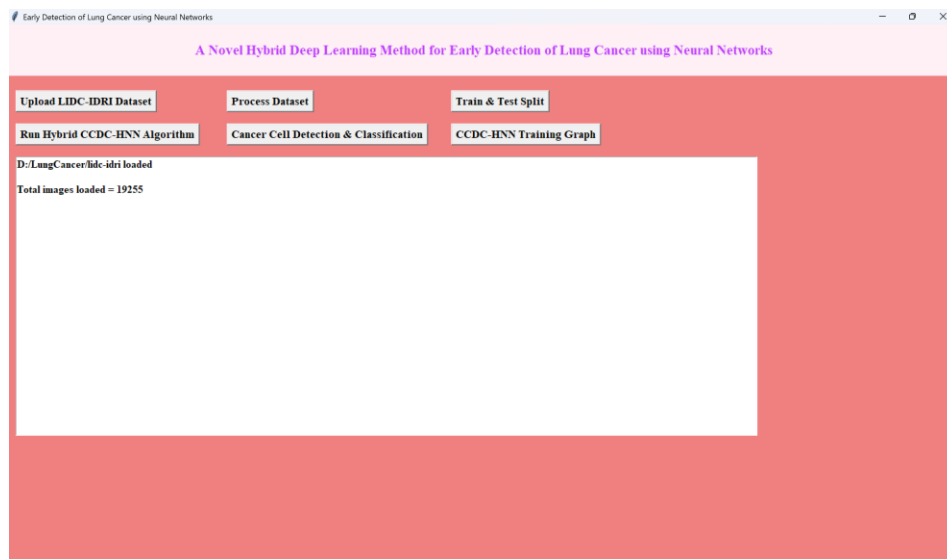 Early Detection of Lung Cancer using Neural Networks
A Novel Hybrid Deep Learning Method for Early Detection of Lung Cancer using Neural Networks
Upload LIDC-IDRI Dataset
Process Dataset
Train & Test Split
Run Hybrid CCDC-HNN Algorithm
Cancer Cell Detection & Classification
CCDC-HNN Training Graph
D:/LungCancer/lidc-idri loaded
Total images loaded = 19255